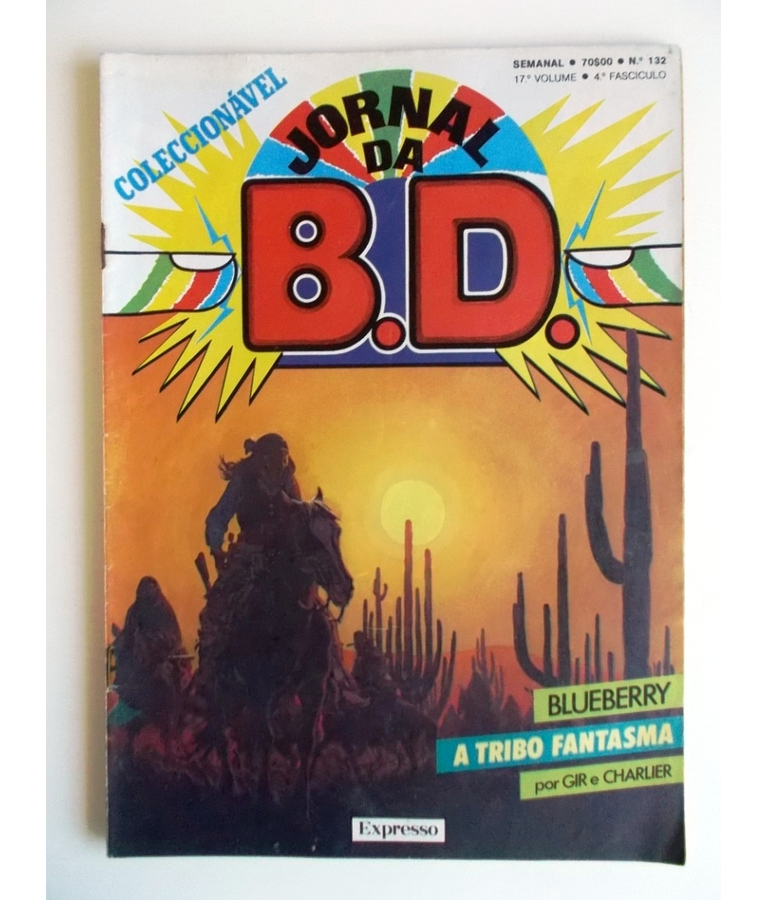 SEMANAL ● 70$00 ● N.º 132
17.º VOLUME ● 4.º FASCICULO
COLECCIONÁVEL
JORNAL
DA
B.D.
BLUEBERRY
A TRIBO FANTASMA
por GIR e CHARLIER
Expresso